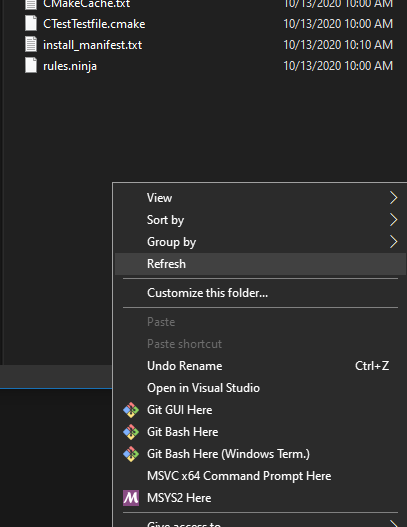 CMakeCache.txt 10/13/2020 10:00 AM
CTestTestfile.cmake 10/13/2020 10:00 AM
install_manifest.txt 10/13/2020 10:10 AM
rules.ninja 10/13/2020 10:00 AM
View
Sort by
Group by
Refresh
Customize this folder...
Paste
Paste shortcut
Undo Rename Ctrl+Z
Open in Visual Studio
Git GUI Here
Git Bash Here
Git Bash Here (Windows Term.)
MSVC x64 Command Prompt Here
MSYS2 Here
Give access to